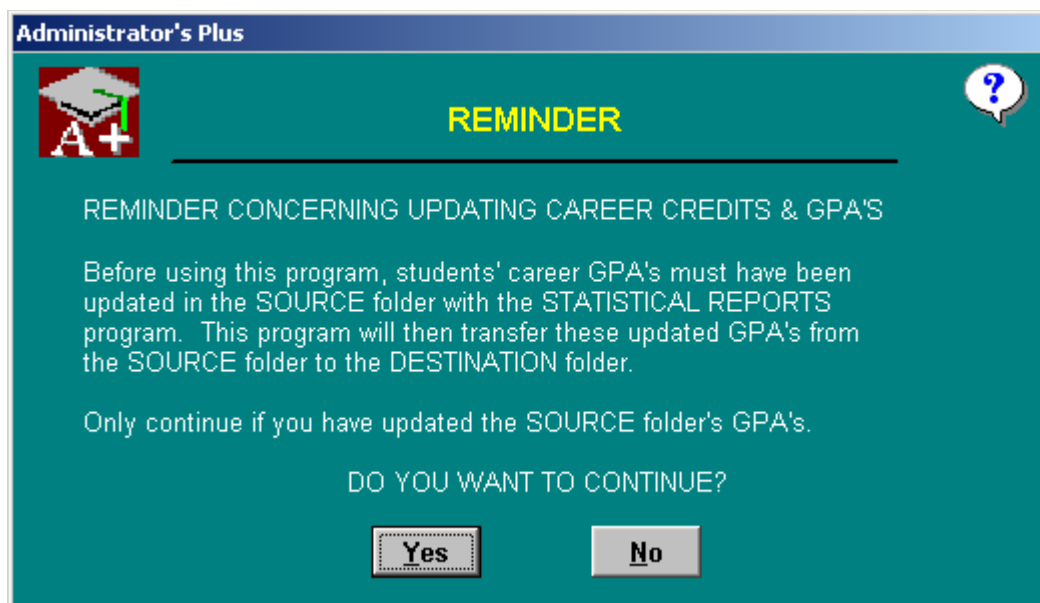 Administrator's Plus
A+
?
REMINDER
REMINDER CONCERNING UPDATING CAREER CREDITS & GPA'S
Before using this program, students' career GPA's must have been
updated in the SOURCE folder with the STATISTICAL REPORTS
program. This program will then transfer these updated GPA's from
the SOURCE folder to the DESTINATION folder.
Only continue if you have updated the SOURCE folder's GPA's.
DO YOU WANT TO CONTINUE?
Yes No